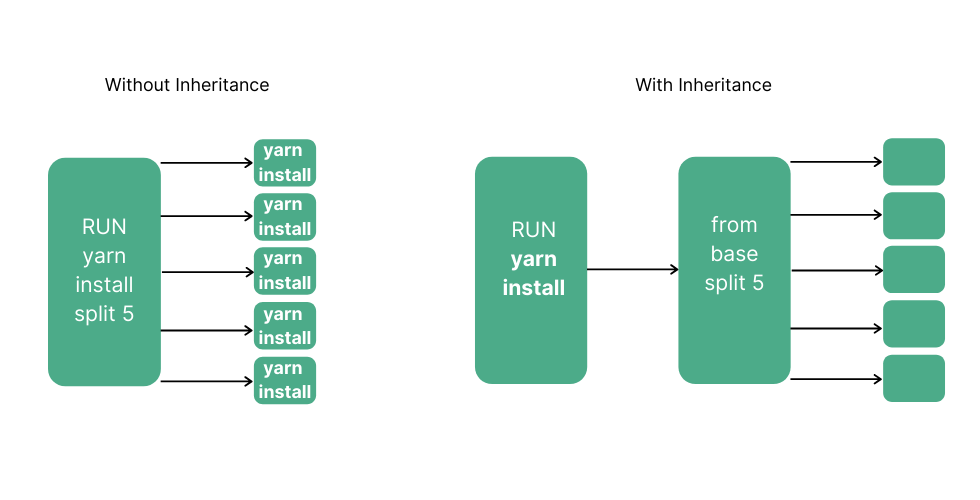 Without Inheritance
RUN
yarn
install
split 5
yarn
install
yarn
install
yarn
install
yarn
install
yarn
install
With Inheritance
RUN
yarn
install
from
base
split 5